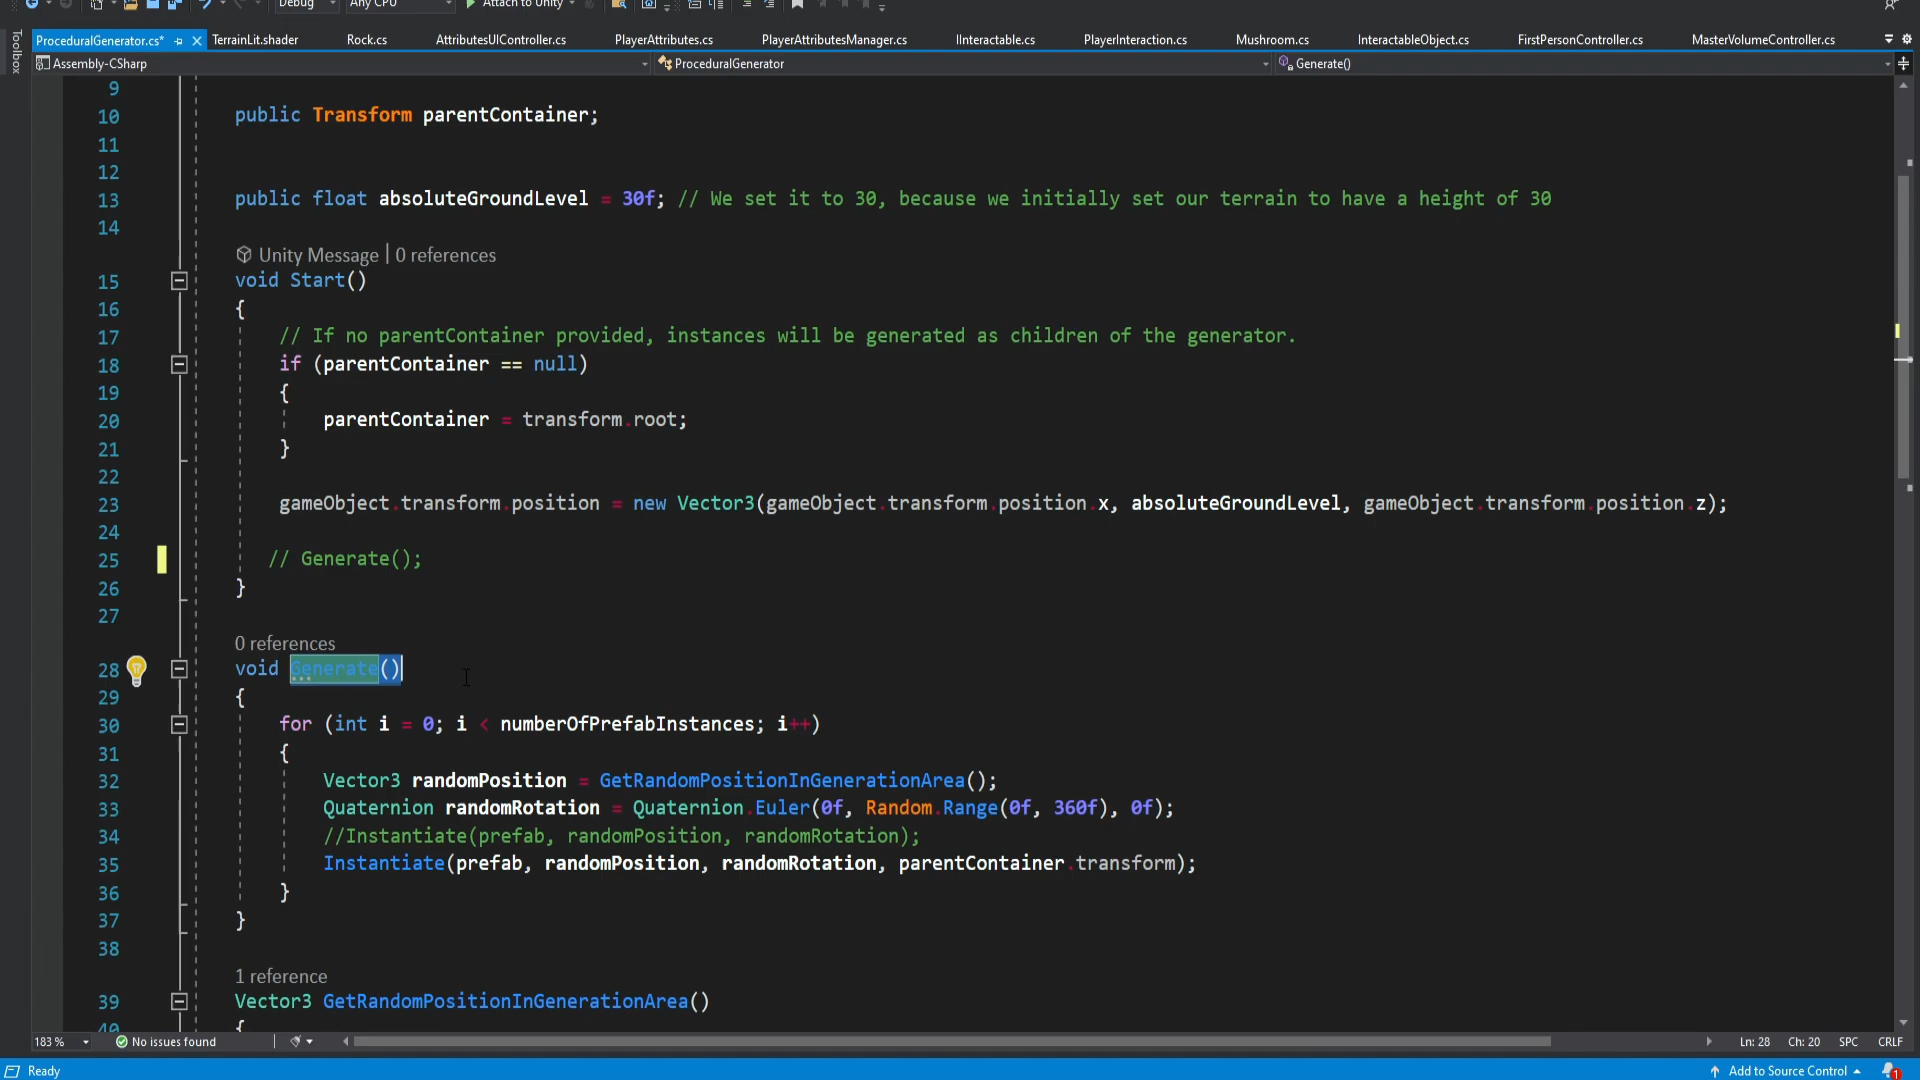 Debug
Any CPU
Attach to Unity
Toolbox
ProceduralGenerator.cs*
TerrainLit.shader
Rock.cs
AttributesUIController.cs
PlayerAttributes.cs
PlayerAttributesManager.cs
IInteractable.cs
PlayerInteraction.cs
Mushroom.cs
InteractableObject.cs
FirstPersonController.cs
MasterVolumeController.cs
Assembly-CSharp
ProceduralGenerator
Generate()
9
10 public Transform parentContainer;
11
12
13 public float absoluteGroundLevel = 30f; // We set it to 30, because we initially set our terrain to have a height of 30
14
Unity Message | 0 references
15 void Start()
16 {
17 // If no parentContainer provided, instances will be generated as children of the generator.
18 if (parentContainer == null)
19 {
20 parentContainer = transform.root;
21 }
22
23 gameObject.transform.position = new Vector3(gameObject.transform.position.x, absoluteGroundLevel, gameObject.transform.position.z);
24
25 // Generate();
26 }
27
0 references
28 void Generate()
29 {
30 for (int i = 0; i < numberOfPrefabInstances; i++)
31 {
32 Vector3 randomPosition = GetRandomPositionInGenerationArea();
33 Quaternion randomRotation = Quaternion.Euler(0f, Random.Range(0f, 360f), 0f);
34 //Instantiate(prefab, randomPosition, randomRotation);
35 Instantiate(prefab, randomPosition, randomRotation, parentContainer.transform);
36 }
37 }
38
1 reference
39 Vector3 GetRandomPositionInGenerationArea()
40 {
183 %
No issues found
Ln: 28
Ch: 20
SPC
CRLF
Ready
Add to Source Control
1